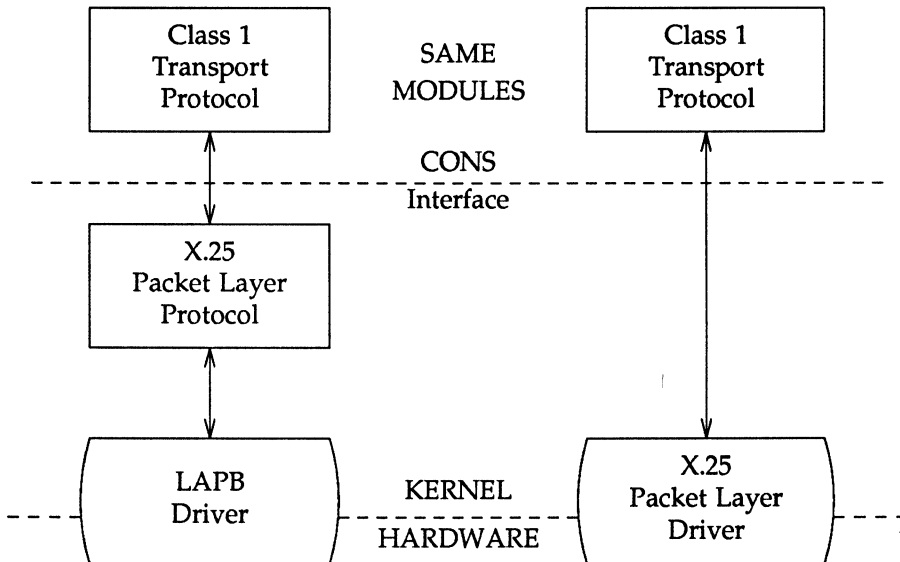 Class 1
Transport
Protocol
SAME
MODULES
Class 1
Transport
Protocol
CONS
Interface
X.25
Packet Layer
Protocol
LAPB
Driver
KERNEL
HARDWARE
X.25
Packet Layer
Driver